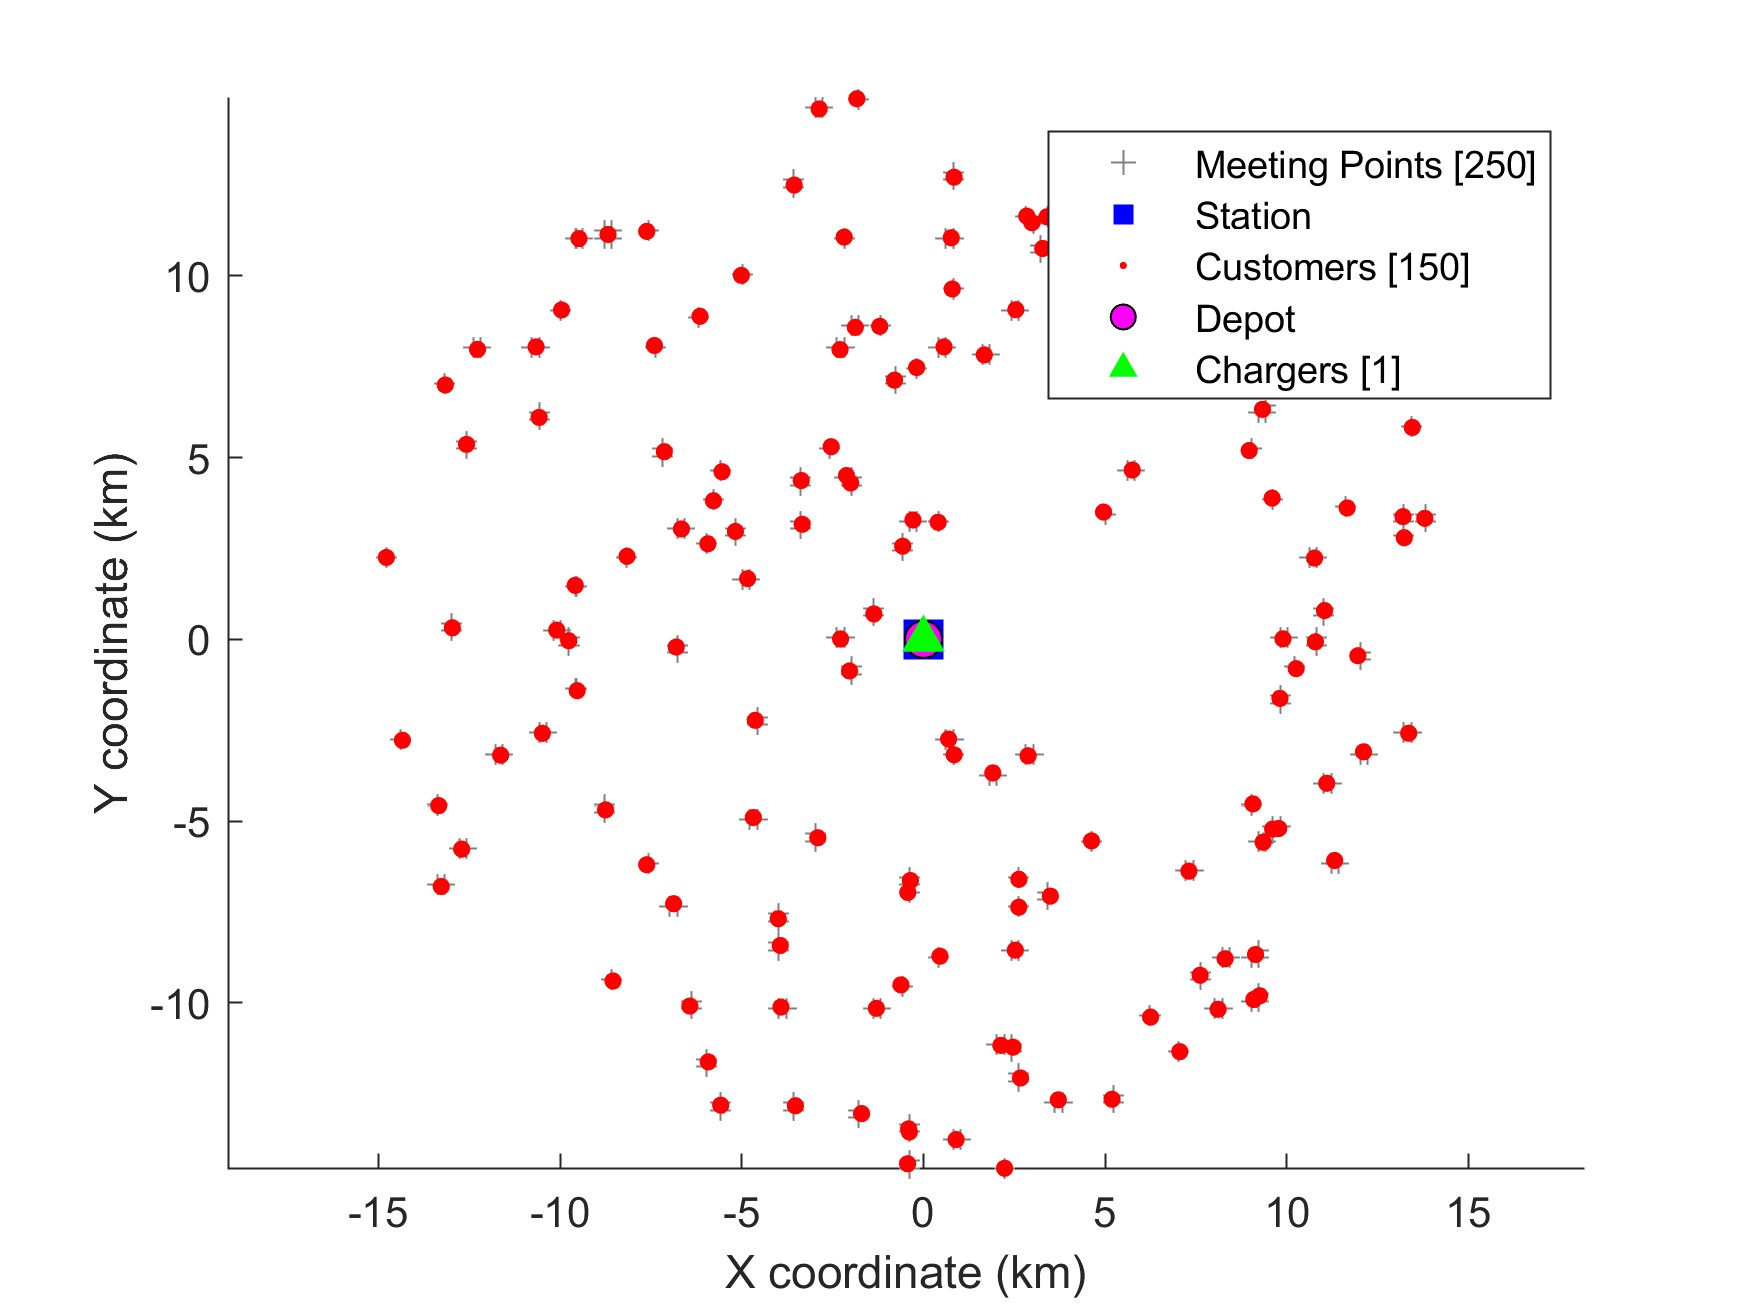 Meeting Points [250]
Station
Customers [150]
Depot
Chargers [1]
10
5
0
-5
-10
Y coordinate (km)
-15
-10
-5
0
5
10
15
X coordinate (km)